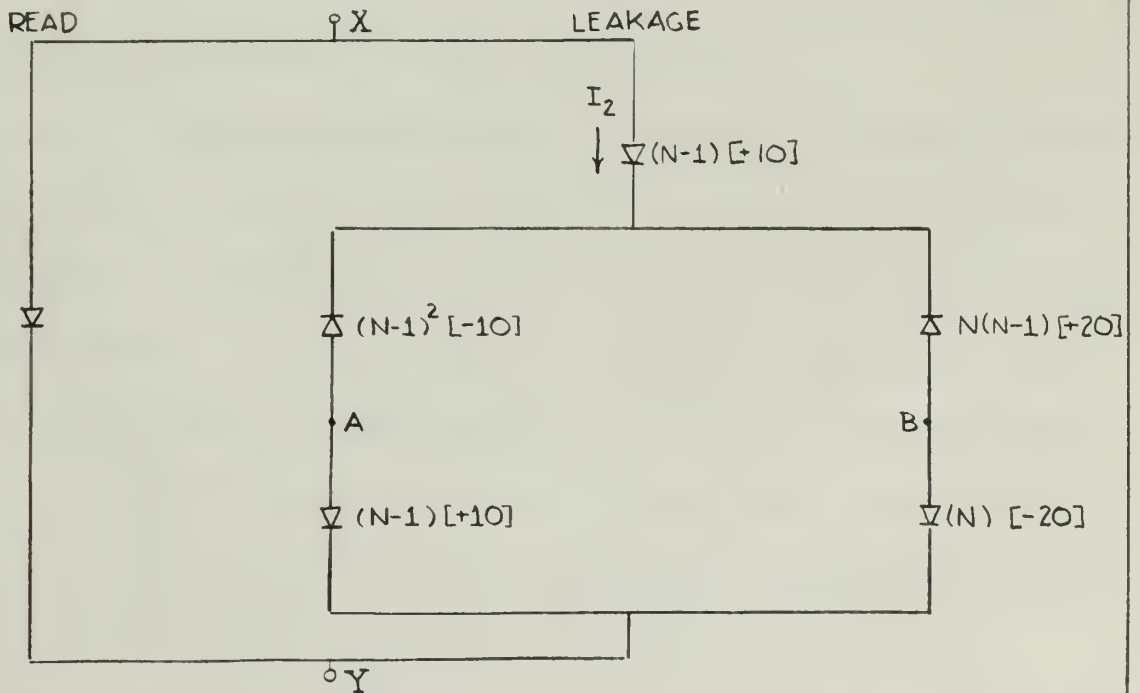 READ
X
LEAKAGE
I₂
(N-1) [+10]
(N-1)² [-10]
N(N-1) [+20]
A
B
(N-1) [+10]
(N) [-20]
Y